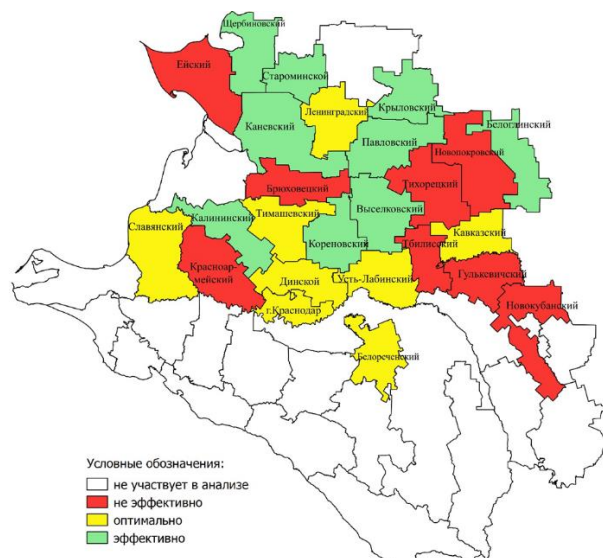 Щербиновский
Ейский
Староминской
Ленинградский
Крыловский
Каневский
Павловский
Белоглинский
Новопокровский
Тихорецкий
Брюховецкий
Выселковский
Калининский
Тимашевский
Славянский
Кореновский
Тбилисский
Кавказский
Красноар-
мейский
Динской
Усть-Лабинский
Гулькевичский
г.Краснодар
Новокубанский
Белореченский
Условные обозначения:
не участвует в анализе
не эффективно
оптимально
эффективно